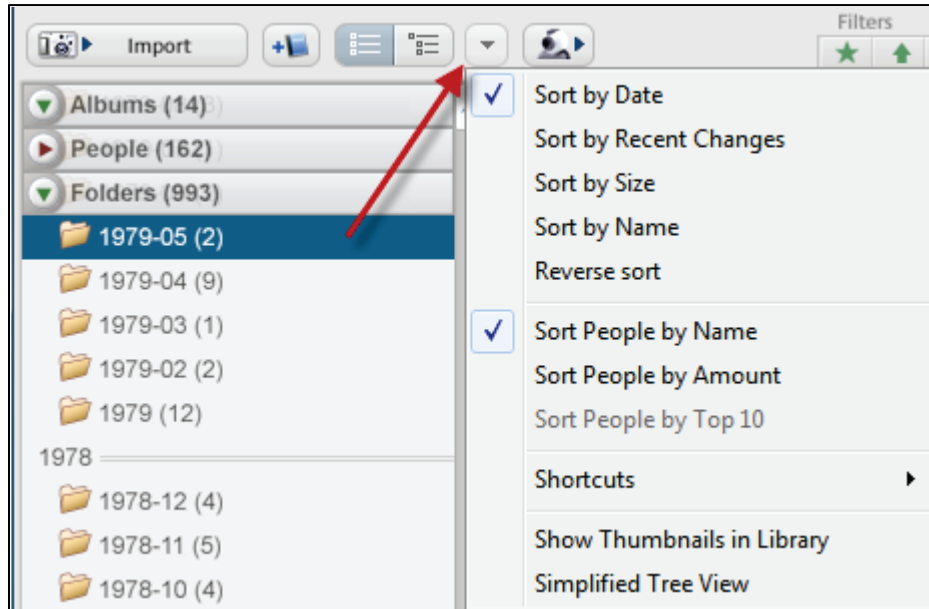 Import
Filters
Albums (14)
People (162)
Folders (993)
1979-05 (2)
1979-04 (9)
1979-03 (1)
1979-02 (2)
1979 (12)
1978
1978-12 (4)
1978-11 (5)
1978-10 (4)
Sort by Date
Sort by Recent Changes
Sort by Size
Sort by Name
Reverse sort
Sort People by Name
Sort People by Amount
Sort People by Top 10
Shortcuts
Show Thumbnails in Library
Simplified Tree View